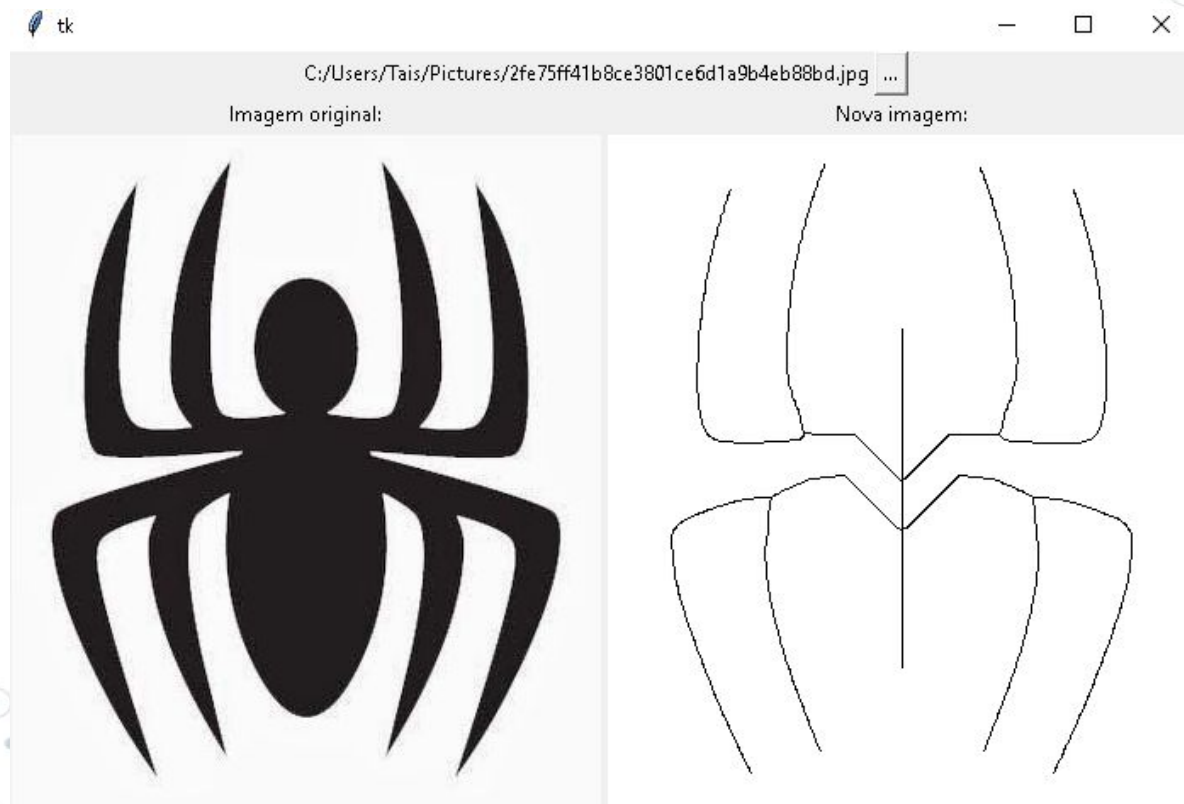 tk
C:/Users/Tais/Pictures/2fe75ff41b8ce3801ce6d1a9b4eb88bd.jpg ...
Imagem original: Nova imagem: